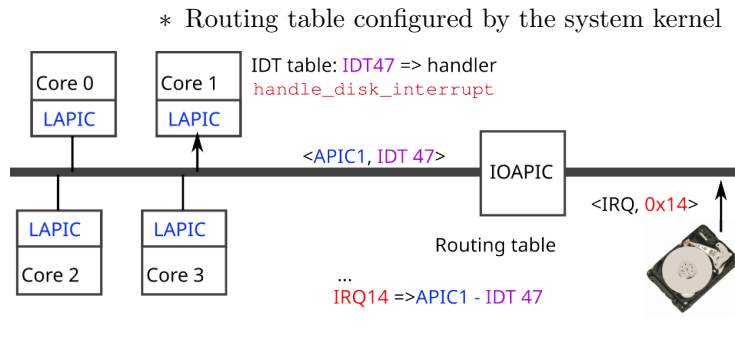 * Routing table configured by the system kernel
Core 0
LAPIC
Core 1
LAPIC
IDT table: IDT47 => handler
handle_disk_interrupt
<APIC1, IDT 47>
IOAPIC
<IRQ, 0x14>
LAPIC
Core 2
LAPIC
Core 3
Routing table
...
IRQ14 =>APIC1 - IDT 47